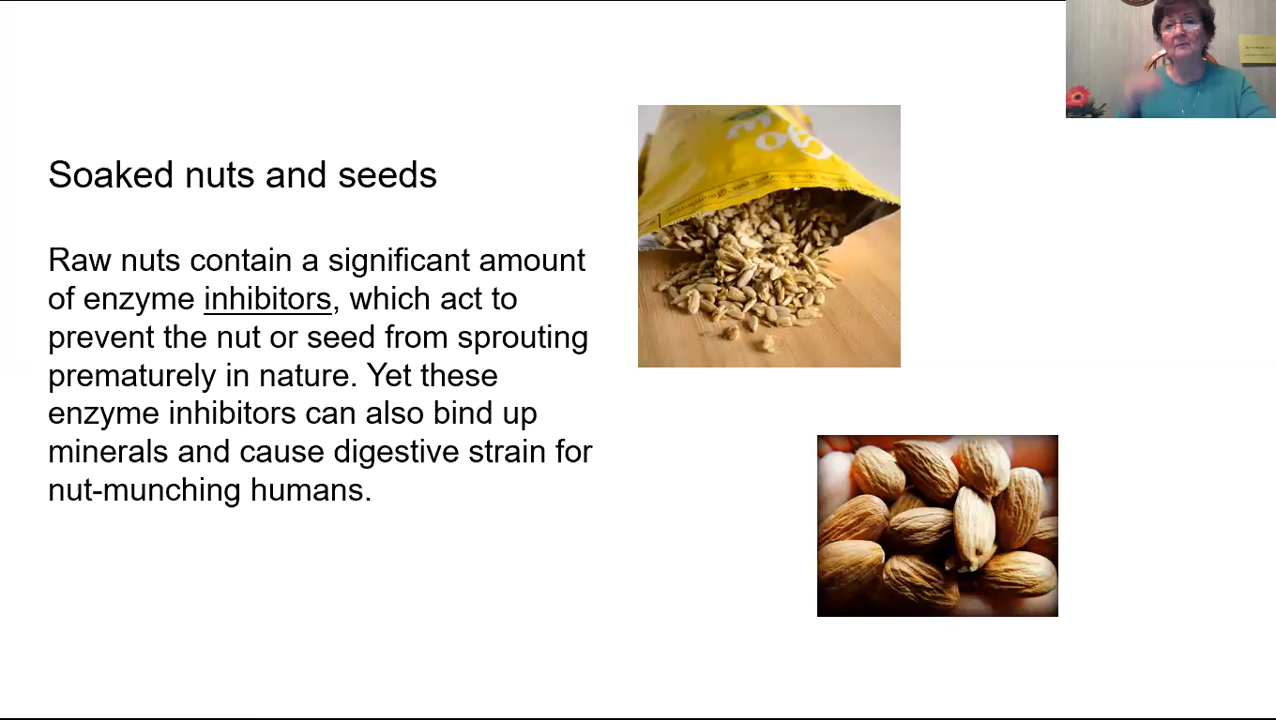 Soaked nuts and seeds
Raw nuts contain a significant amount
of enzyme inhibitors, which act to
prevent the nut or seed from sprouting
prematurely in nature. Yet these
enzyme inhibitors can also bind up
minerals and cause digestive strain for
nut-munching humans.